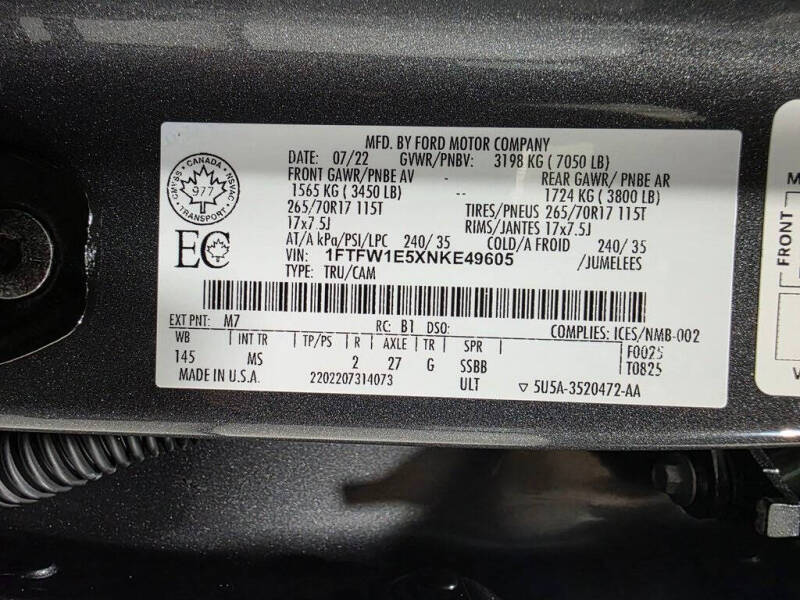 MFD. BY FORD MOTOR COMPANY
DATE: 07/22 GVWR/PNBV: 3198 KG ( 7050 LB)
FRONT GAWR/PNBE AV - REAR GAWR/ PNBE AR
1565 KG ( 3450 LB) -- 1724 KG ( 3800 LB)
265/70R17 115T TIRES/PNEUS 265/70R17 115T
17x7.5J RIMS/JANTES 17x7.5J
AT/A kPa/PSI/LPC 240/ 35 COLD/A FROID 240/ 35
VIN: 1FTFW1E5XNKE49605 /JUMELEES
TYPE: TRU/CAM
CANADA
NSVAC
977
TRANSPORT
EC
EXT PNT: M7 RC: B1 DSO: COMPLIES: ICES/NMB-002
WB INT TR TP/PS R AXLE TR SPR F0025
145 MS 2 27 G SSBB T0825
MADE IN U.S.A. 2202207314073 ULT ▽ 5U5A-3520472-AA
FRONT